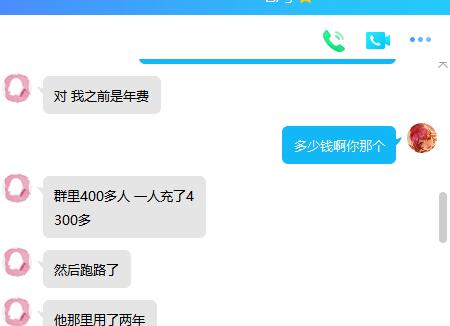 对 我之前是年费
多少钱啊你那个
群里400多人 一人充了4
300多
然后跑路了
他那里用了两年